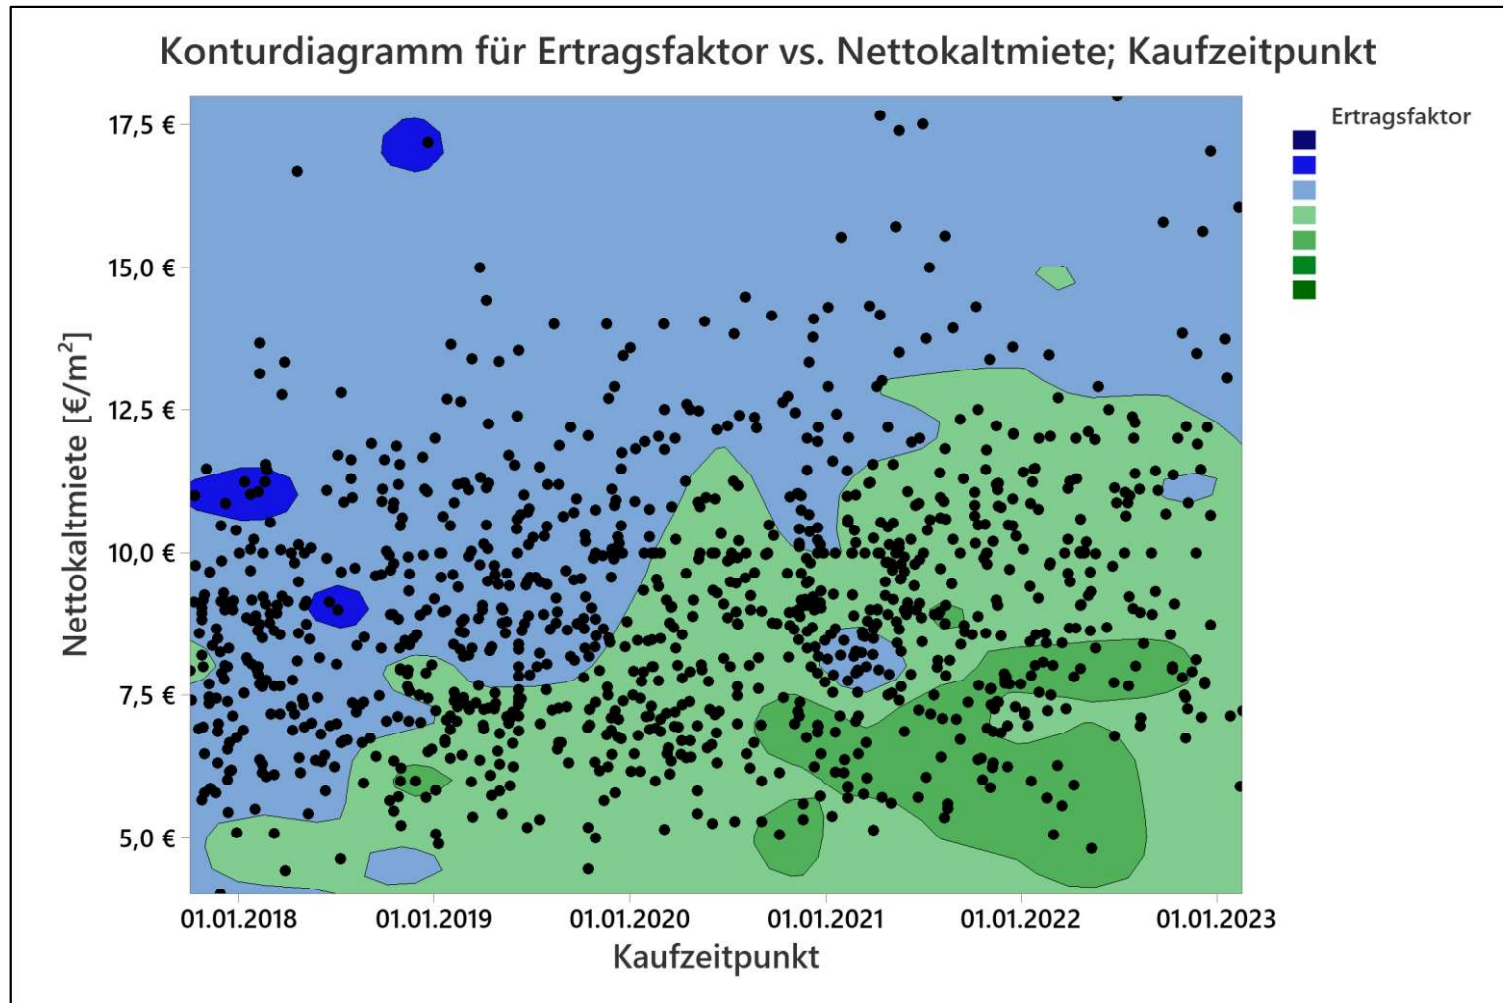 Konturdiagramm für Ertragsfaktor vs. Nettokaltmiete; Kaufzeitpunkt
Ertragsfaktor
17,5 €
15,0 €
12,5 €
10,0 €
7,5 €
5,0 €
Nettokaltmiete [€/m²]
01.01.2018 01.01.2019 01.01.2020 01.01.2021 01.01.2022 01.01.2023
Kaufzeitpunkt